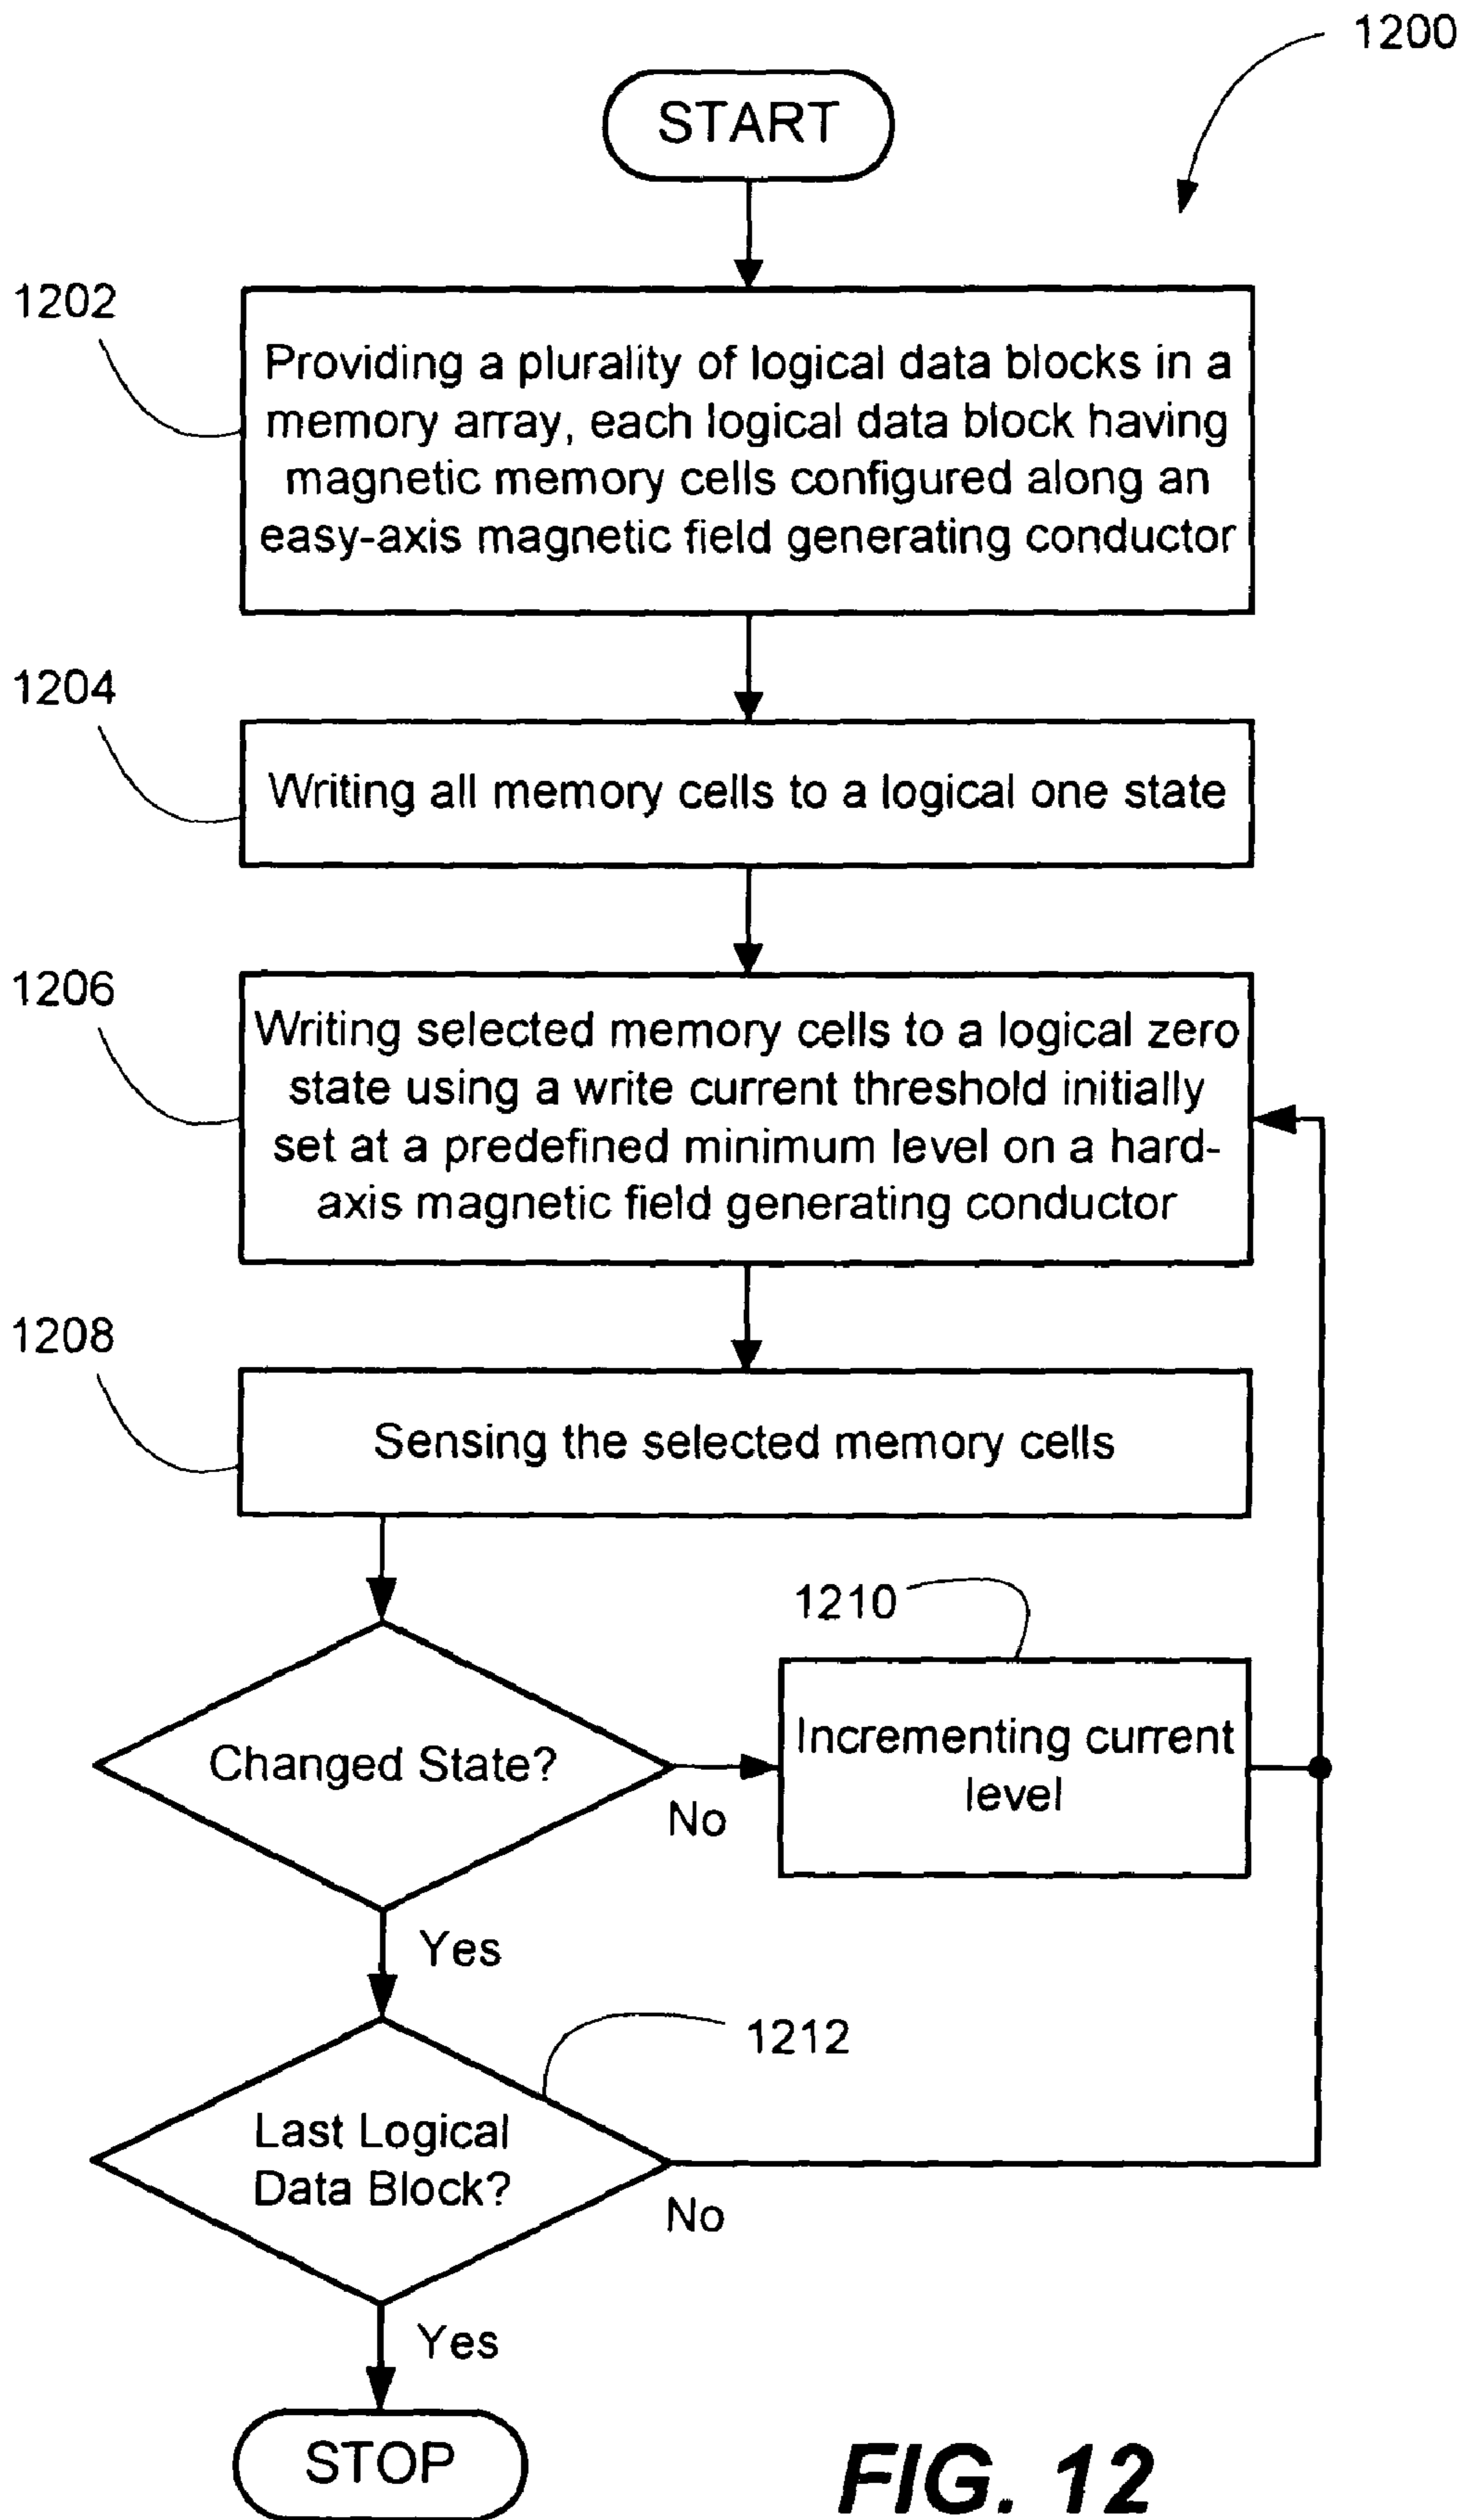 1200
START
1202
Providing a plurality of logical data blocks in a
memory array, each logical data block having
magnetic memory cells configured along an
easy-axis magnetic field generating conductor
1204
Writing all memory cells to a logical one state
1206
Writing selected memory cells to a logical zero
state using a write current threshold initially
set at a predefined minimum level on a hard-
axis magnetic field generating conductor
1208
Sensing the selected memory cells
1210
Changed State?
No
Incrementing current
level
Yes
1212
Last Logical
Data Block?
No
Yes
STOP
FIG. 12